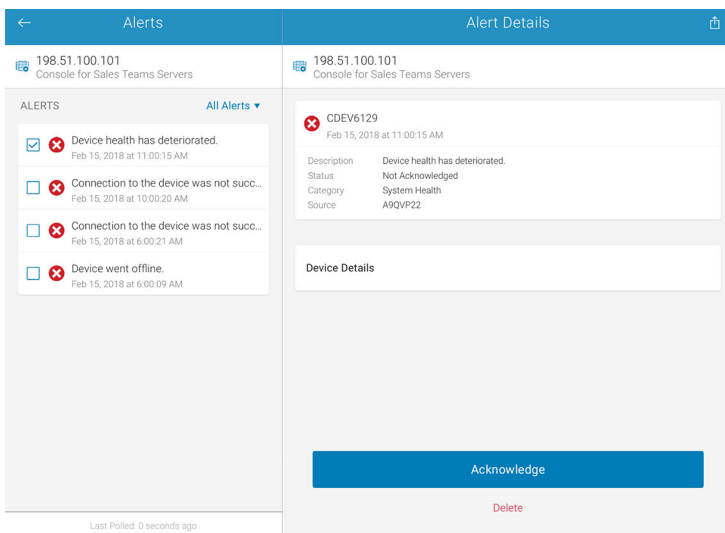 Alerts
198.51.100.101
Console for Sales Teams Servers
ALERTS All Alerts ▼
Device health has deteriorated.
Feb 15, 2018 at 11:00:15 AM
Connection to the device was not succ...
Feb 15, 2018 at 10:00:20 AM
Connection to the device was not succ...
Feb 15, 2018 at 6:00:21 AM
Device went offline.
Feb 15, 2018 at 6:00:09 AM
Last Polled: 0 seconds ago
Alert Details
198.51.100.101
Console for Sales Teams Servers
CDEV6129
Feb 15, 2018 at 11:00:15 AM
Description Device health has deteriorated.
Status Not Acknowledged
Category System Health
Source A9QVP22
Device Details
Acknowledge
Delete